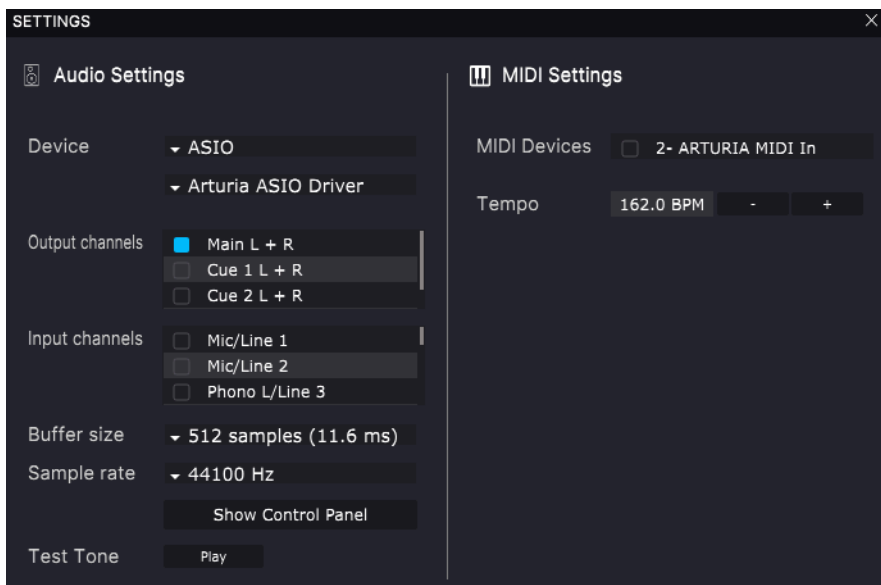 SETTINGS
Audio Settings
Device
ASIO
Arturia ASIO Driver
Output channels
Main L + R
Cue 1 L + R
Cue 2 L + R
Input channels
Mic/Line 1
Mic/Line 2
Phono L/Line 3
Buffer size
512 samples (11.6 ms)
Sample rate
44100 Hz
Show Control Panel
Test Tone
Play
MIDI Settings
MIDI Devices
2- ARTURIA MIDI In
Tempo
162.0 BPM - +